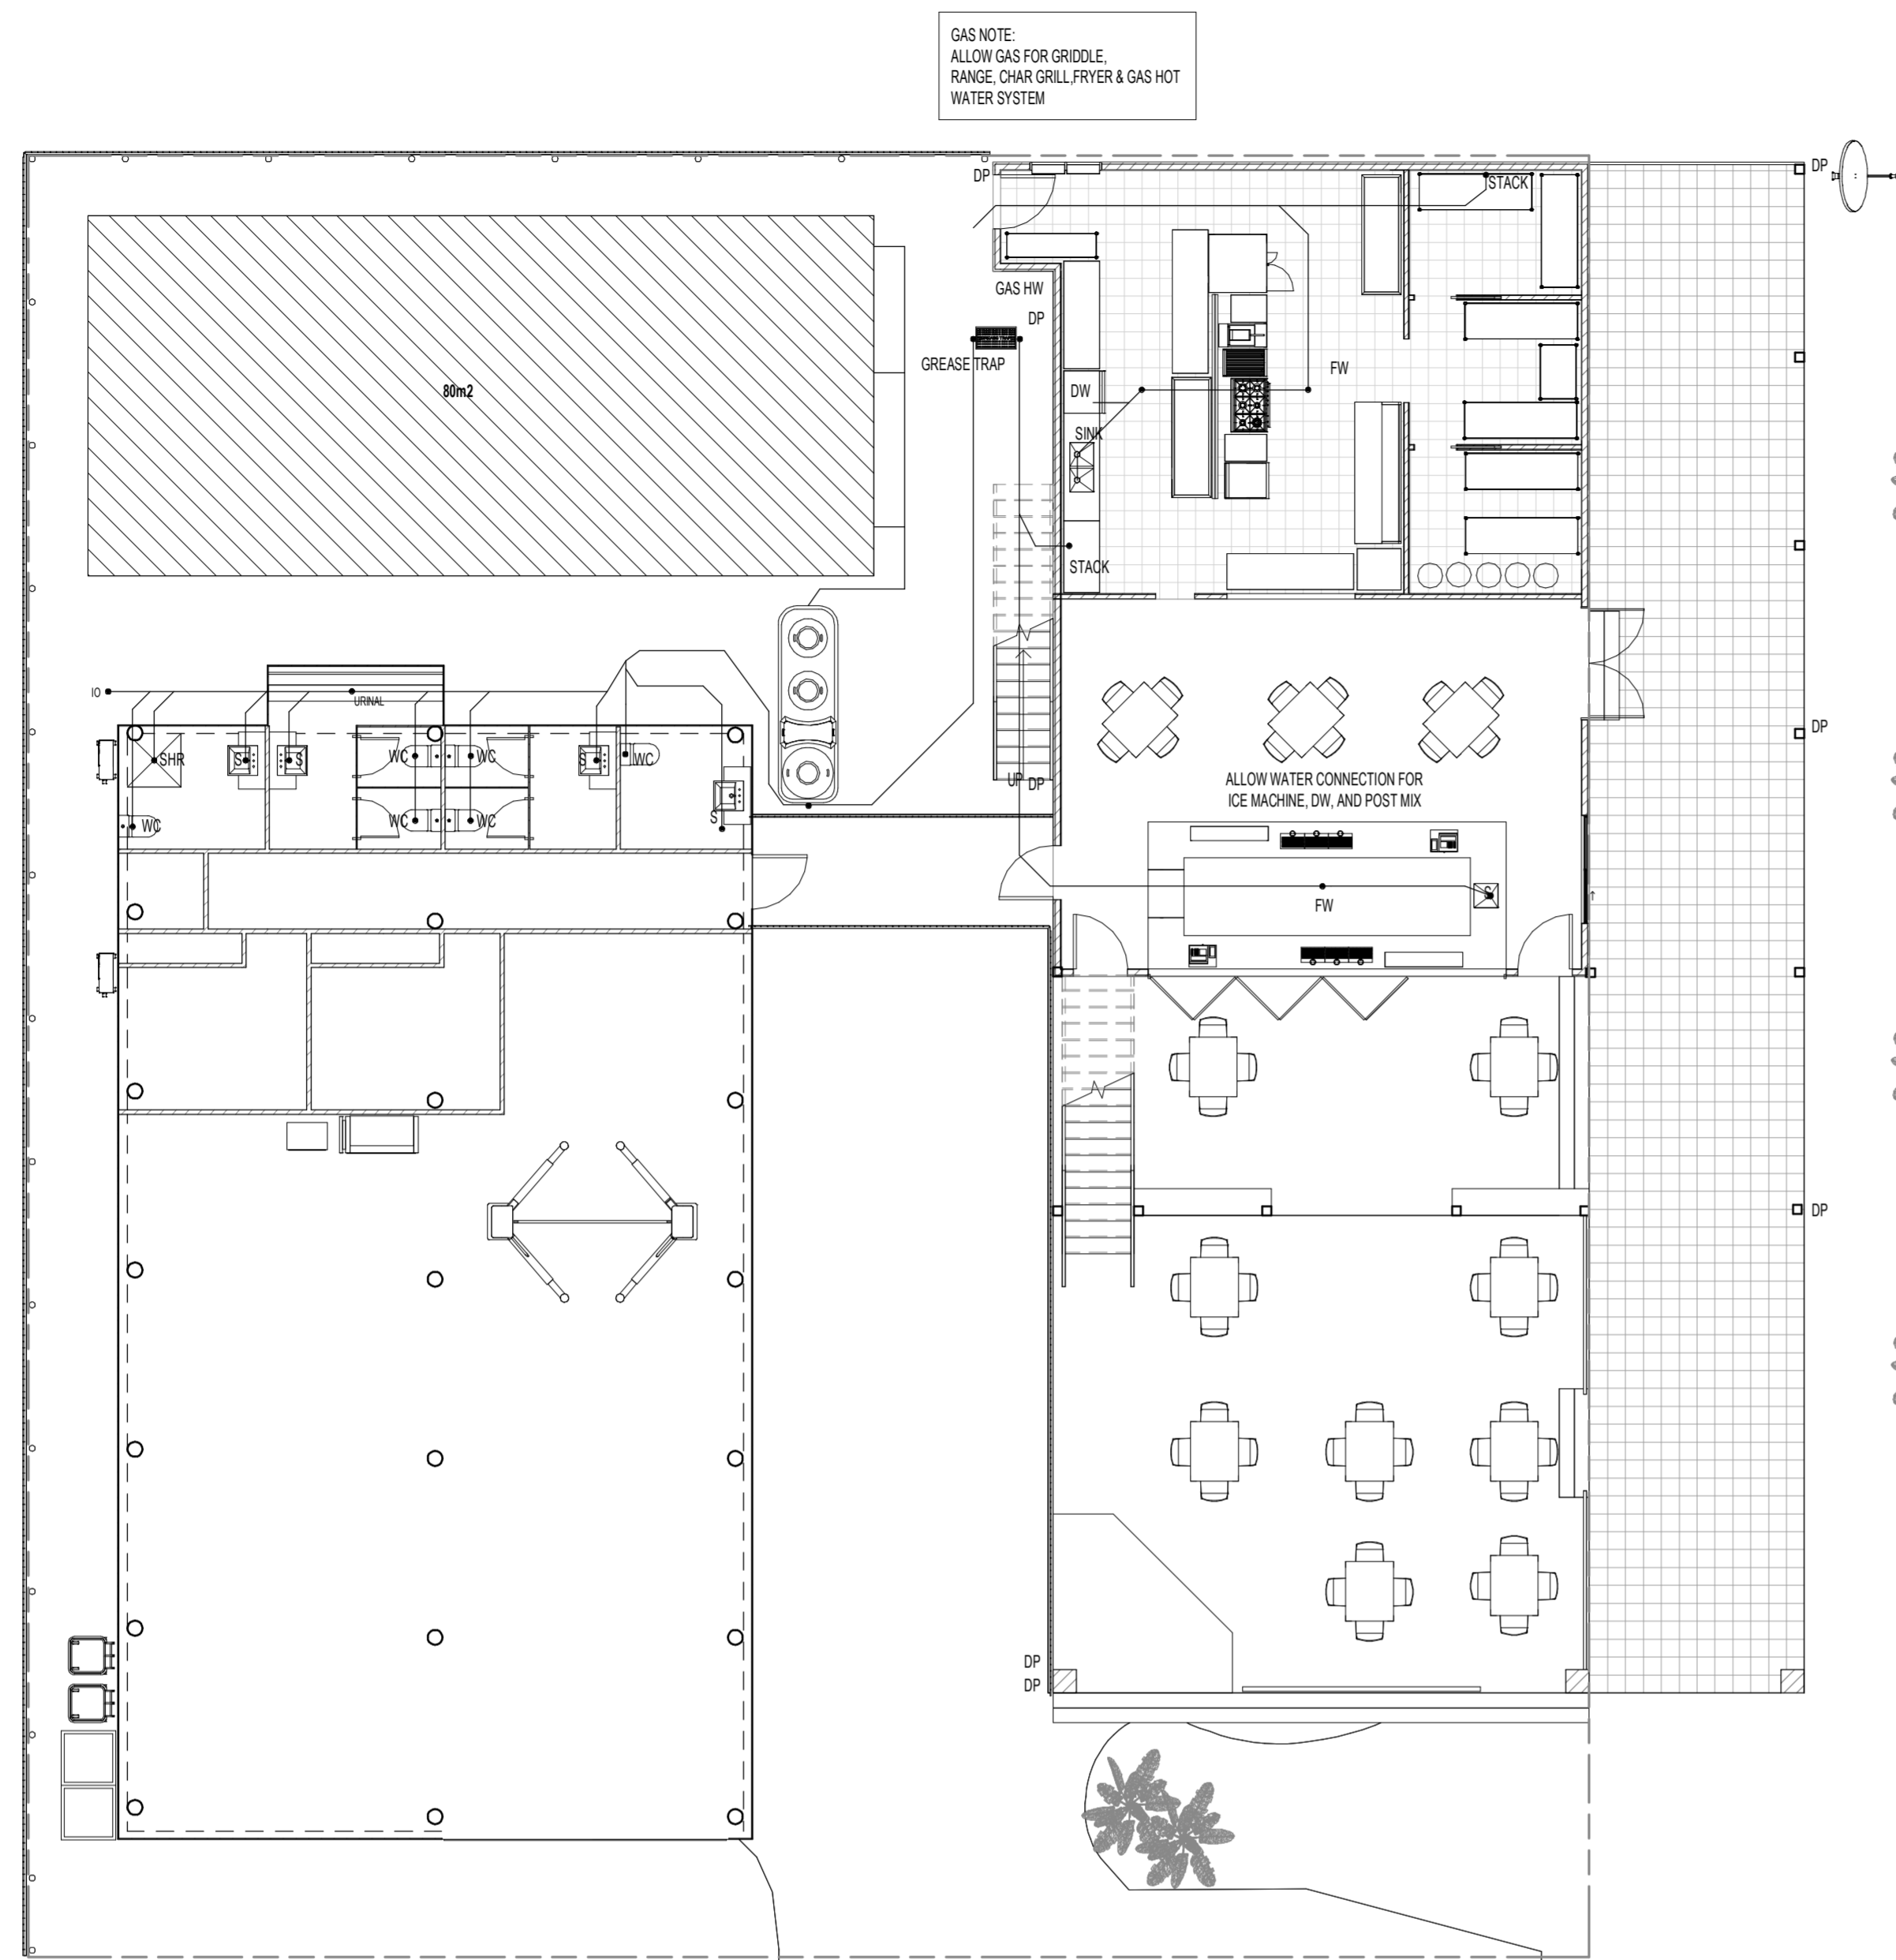 GAS NOTE:
ALLOW GAS FOR GRIDDLE,
RANGE, CHAR GRILL,FRYER & GAS HOT
WATER SYSTEM
DP
DP
STACK
GAS HW
DP
GREASE TRAP
FW
80m2
DW
SINK
STACK
IO
URINAL
DP
SHR
S
S
WC
WC
S
WC
UP
DP
ALLOW WATER CONNECTION FOR
ICE MACHINE, DW, AND POST MIX
WC
WC
WC
S
S
FW
DP
DP
DP